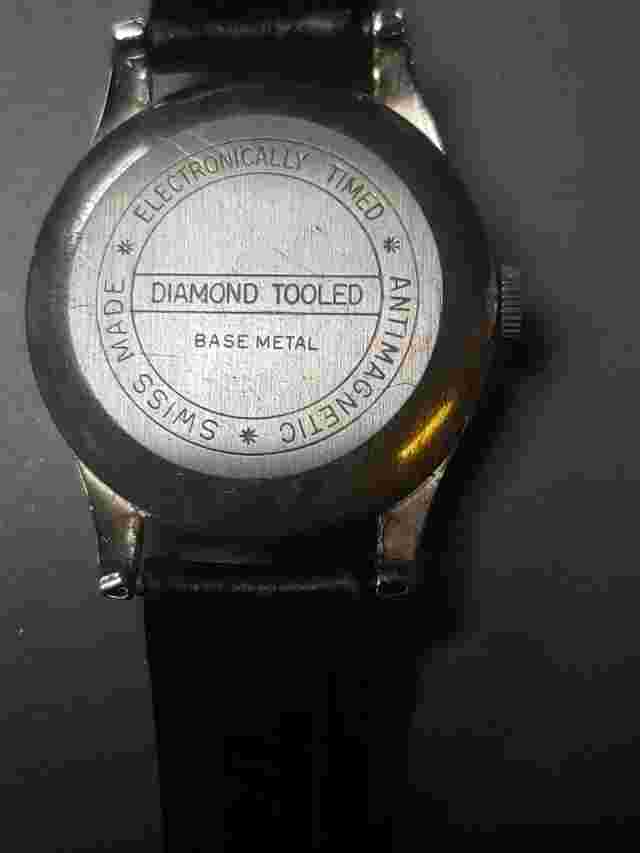 * ELECTRONICALLY TIMED * ANTIMAGNETIC * SWISS MADE
DIAMOND TOOLED
BASE METAL